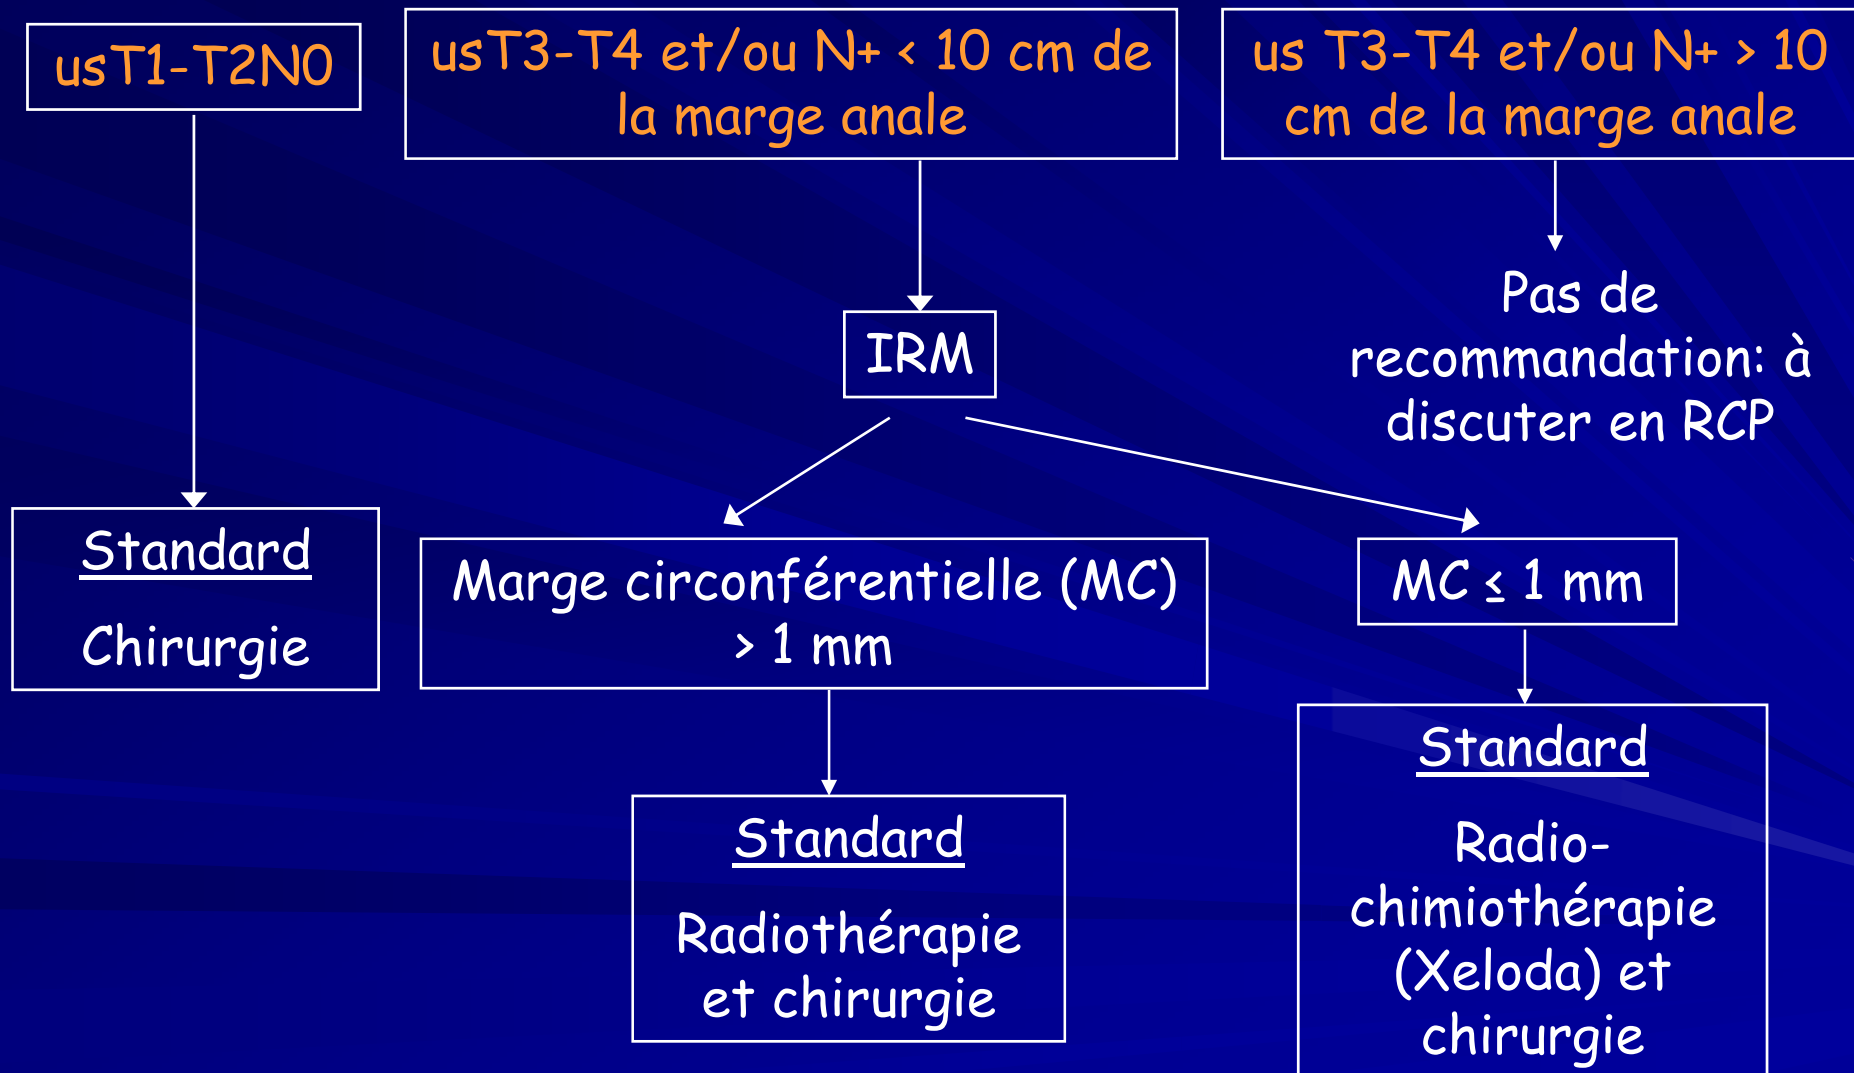 usT1-T2N0
usT3-T4 et/ou N+ < 10 cm de
la marge anale
us T3-T4 et/ou N+ > 10
cm de la marge anale
IRM
Pas de
recommandation: à
discuter en RCP
Standard
Chirurgie
Marge circonférentielle (MC)
> 1 mm
MC ≤ 1 mm
Standard
Radiothérapie
et chirurgie
Standard
Radio-
chimiothérapie
(Xeloda) et
chirurgie